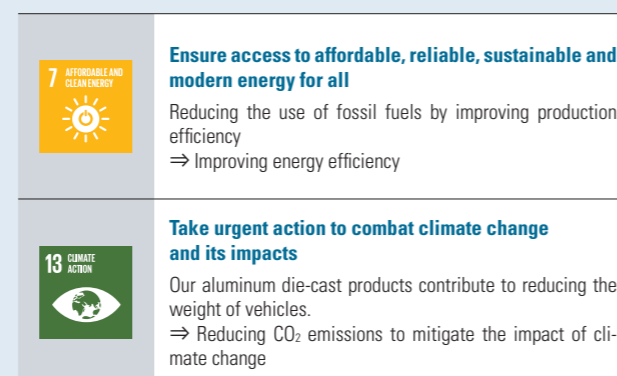 7 AFFORDABLE AND
CLEAN ENERGY
Ensure access to affordable, reliable, sustainable and
modern energy for all
Reducing the use of fossil fuels by improving production
efficiency
⇒ Improving energy efficiency
13 CLIMATE
ACTION
Take urgent action to combat climate change
and its impacts
Our aluminum die-cast products contribute to reducing the
weight of vehicles.
⇒ Reducing CO₂ emissions to mitigate the impact of cli-
mate change